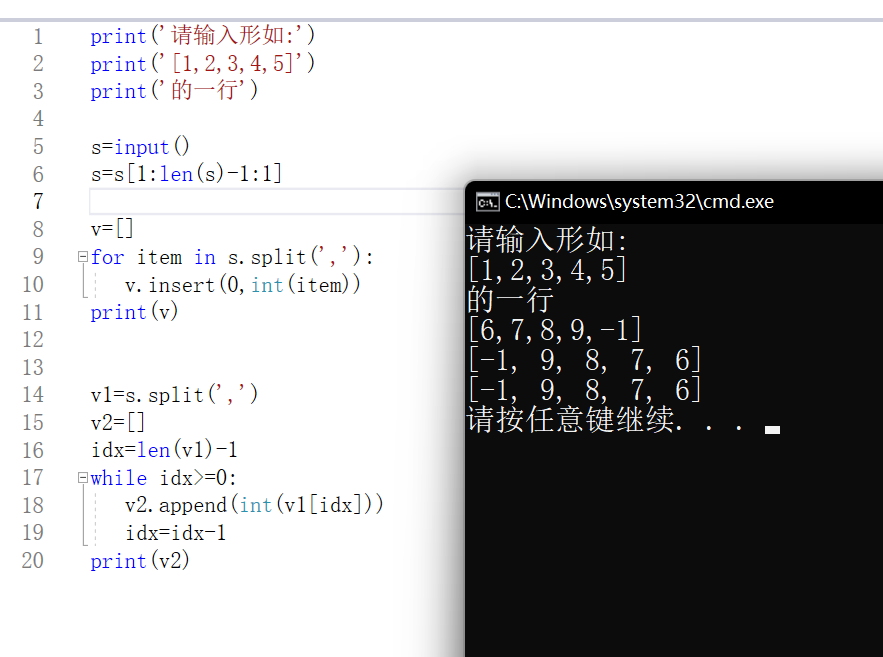 1 print('请输入形如:')
2 print('[1,2,3,4,5]')
3 print('的一行')
4
5 s=input()
6 s=s[1:len(s)-1:1]
7
8 v=[]
9 for item in s.split(','):
10 v.insert(0,int(item))
11 print(v)
12
13
14 v1=s.split(',')
15 v2=[]
16 idx=len(v1)-1
17 while idx>=0:
18 v2.append(int(v1[idx]))
19 idx=idx-1
20 print(v2)
C:\Windows\system32\cmd.exe
请输入形如:
[1,2,3,4,5]
的一行
[6,7,8,9,-1]
[-1, 9, 8, 7, 6]
[-1, 9, 8, 7, 6]
请按任意键继续. . .